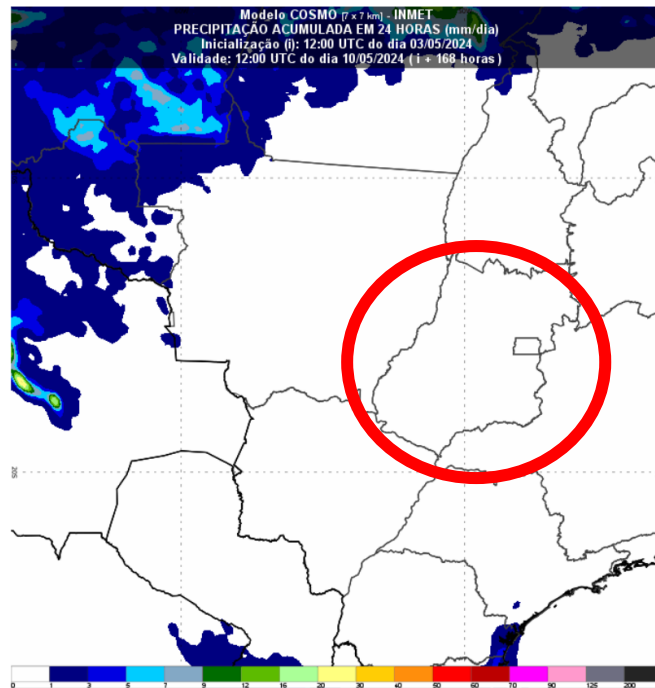 Modelo COSMO [7 x 7 km] - INMET
PRECIPITAÇÃO ACUMULADA EM 24 HORAS (mm/dia)
Inicialização (i): 12:00 UTC do dia 03/05/2024
Validade: 12:00 UTC do dia 10/05/2024 ( i + 168 horas )
20S
0 1 3 5 7 9 12 16 20 30 40 50 60 70 90 125 200